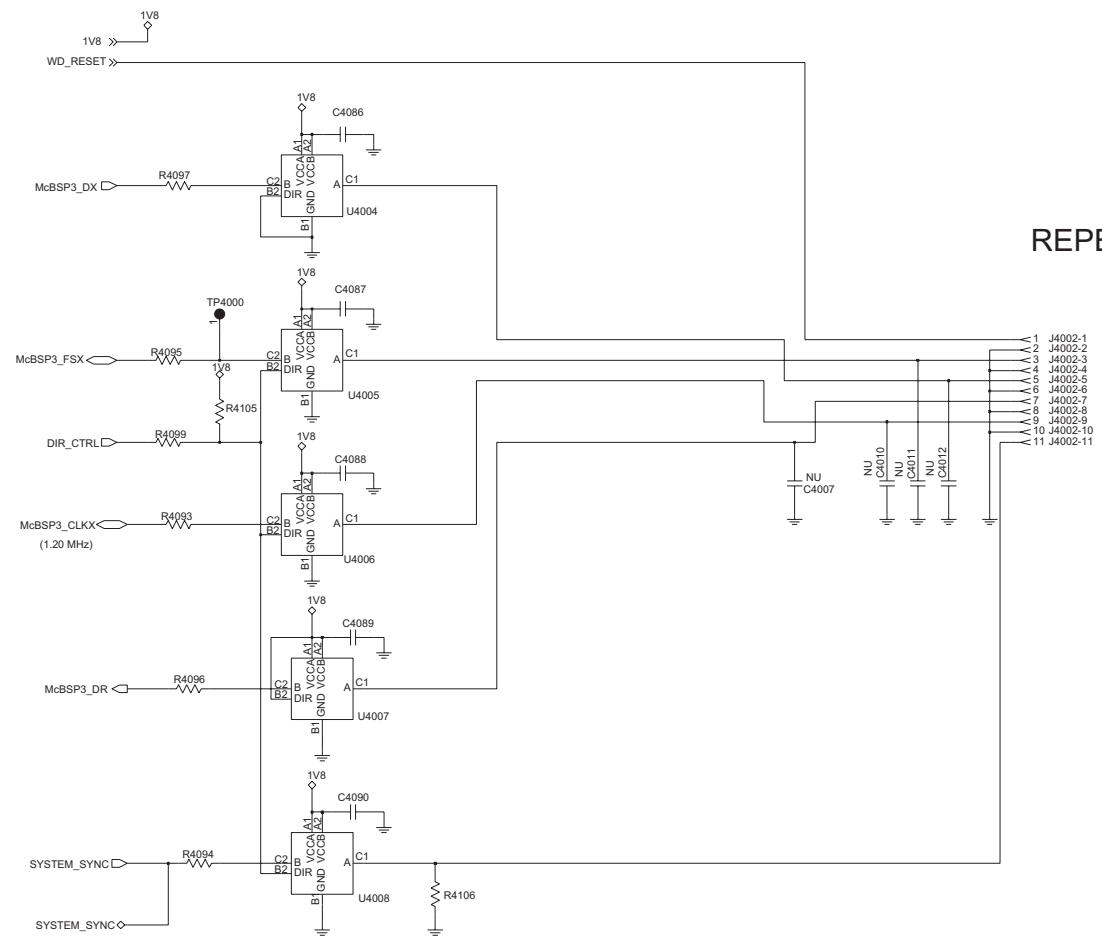 1V8
1V8
WD_RESET
1V8
C4086
A1
A2
VCCA
VCCB
McBSP3_DX
R4097
C2
B
A
C1
B2
DIR
GND
B1
U4004
REPE
1V8
C4087
TP4000
1
A1
A2
VCCA
VCCB
McBSP3_FSX
R4095
C2
B
A
C1
B2
DIR
GND
B1
U4005
1V8
R4105
1 J4002-1
2 J4002-2
3 J4002-3
4 J4002-4
5 J4002-5
6 J4002-6
7 J4002-7
8 J4002-8
9 J4002-9
10 J4002-10
11 J4002-11
DIR_CTRL
R4099
1V8
C4088
A1
A2
VCCA
VCCB
McBSP3_CLKX
(1.20 MHz)
R4093
C2
B
A
C1
B2
DIR
GND
B1
U4006
NU
C4007
NU
C4010
NU
C4011
NU
C4012
1V8
C4089
A1
A2
VCCA
VCCB
McBSP3_DR
R4096
C2
B
A
C1
B2
DIR
GND
B1
U4007
1V8
C4090
A1
A2
VCCA
VCCB
SYSTEM_SYNC
R4094
C2
B
A
C1
B2
DIR
GND
B1
U4008
R4106
SYSTEM_SYNC